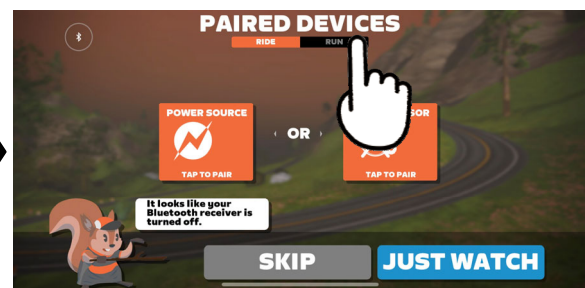 PAIRED DEVICES
RIDE RUN
POWER SOURCE
OR
TAP TO PAIR
TAP TO PAIR
It looks like your
Bluetooth receiver is
turned off.
SKIP
JUST WATCH